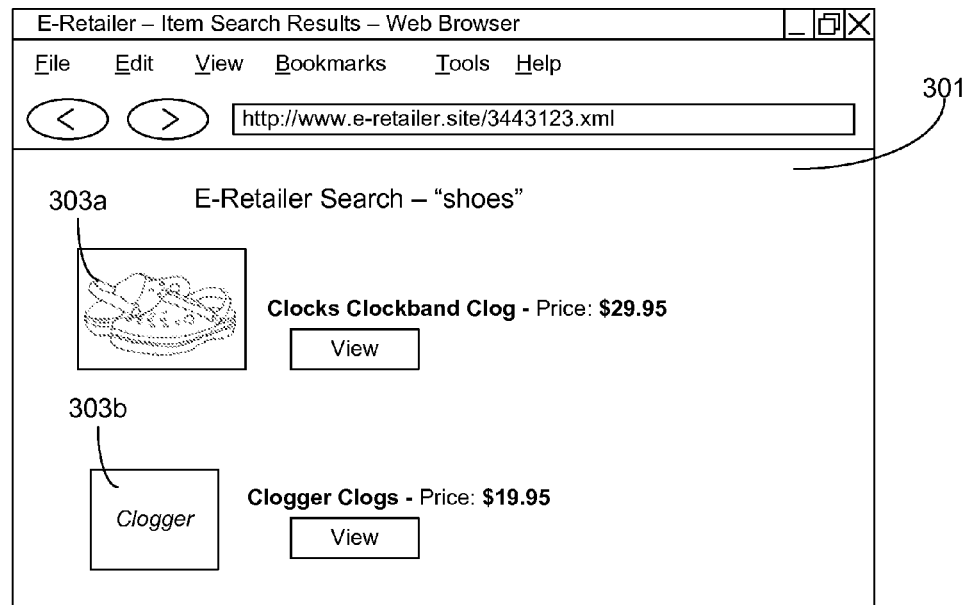 E-Retailer – Item Search Results – Web Browser
File Edit View Bookmarks Tools Help
< > http://www.e-retailer.site/3443123.xml
301
303a
E-Retailer Search – “shoes”
Clocks Clockband Clog - Price: $29.95
View
303b
Clogger
Clogger Clogs - Price: $19.95
View